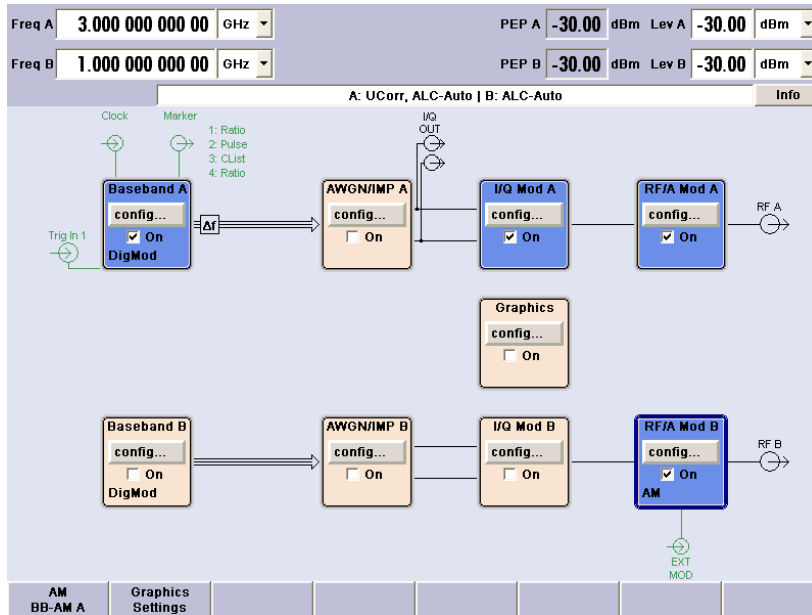 Freq A 3.000 000 000 00 GHz PEP A -30.00 dBm Lev A -30.00 dBm
Freq B 1.000 000 000 00 GHz PEP B -30.00 dBm Lev B -30.00 dBm
A: UCorr, ALC-Auto | B: ALC-Auto Info
Clock Marker I/Q
OUT
1: Ratio
2: Pulse
3: CList
4: Ratio
Baseband A AWGN/IMP A I/Q Mod A RF/A Mod A
config... config... config... config...
RF A
Δf
Trig In 1 On On On On
DigMod
Graphics
config...
On
Baseband B AWGN/IMP B I/Q Mod B RF/A Mod B
config... config... config... config...
RF B
On On On On
DigMod AM
EXT
MOD
AM Graphics
BB-AM A Settings